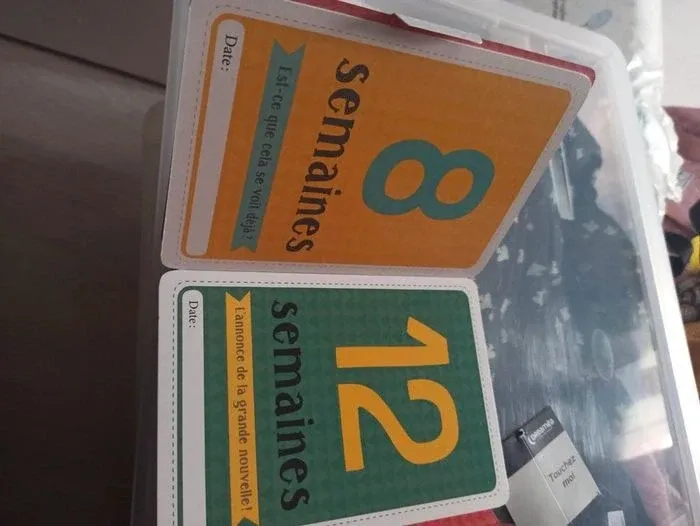 8
semaines
Est-ce que cela se voit déjà ?
Date :
12
semaines
L'annonce de la grande nouvelle !
Date :
Touchez
moi